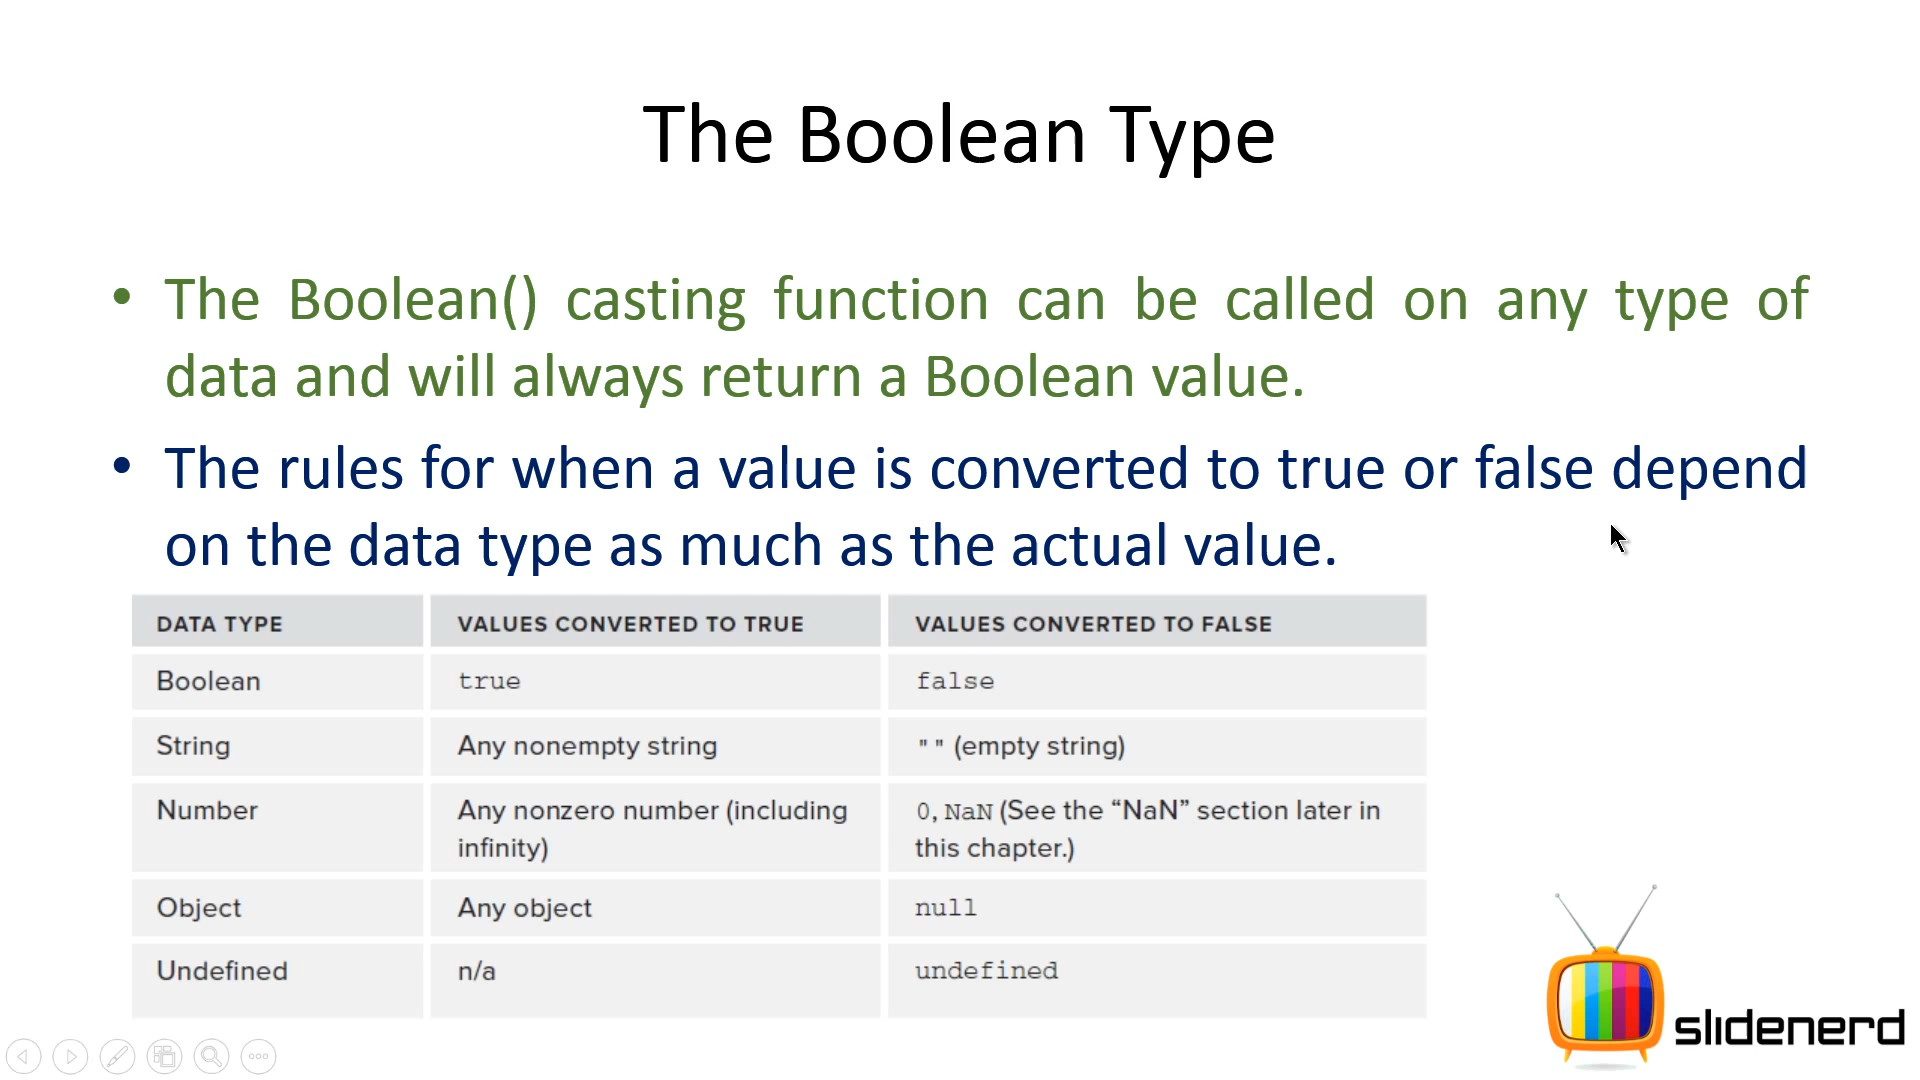 The Boolean Type
• The Boolean() casting function can be called on any type of
data and will always return a Boolean value.
• The rules for when a value is converted to true or false depend
on the data type as much as the actual value.
DATA TYPE VALUES CONVERTED TO TRUE VALUES CONVERTED TO FALSE
Boolean true false
String Any nonempty string "" (empty string)
Number Any nonzero number (including 0, NaN (See the “NaN” section later in
infinity) this chapter.)
Object Any object null
Undefined n/a undefined
slidenerd